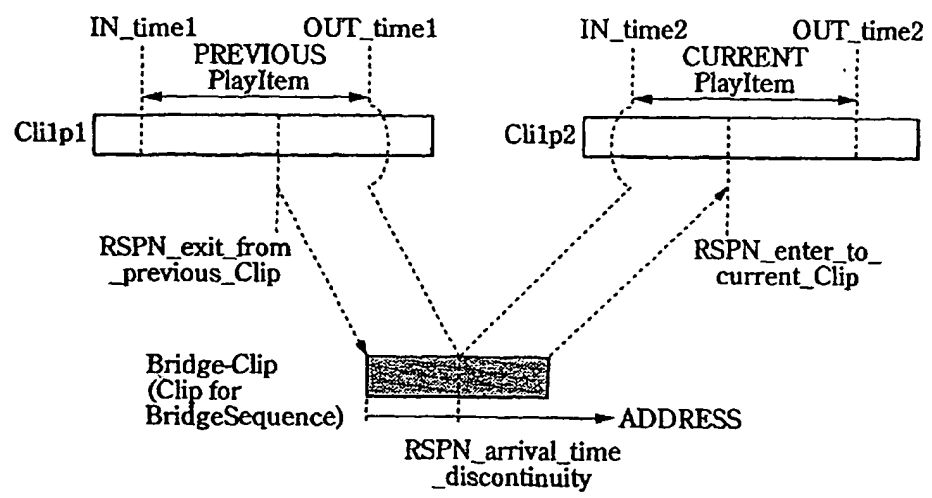 IN_time1
OUT_time1
PREVIOUS
PlayItem
Cli1p1
IN_time2
OUT_time2
CURRENT
PlayItem
Cli1p2
RSPN_exit_from
_previous_Clip
RSPN_enter_to_
current_Clip
Bridge-Clip
(Clip for
BridgeSequence)
ADDRESS
RSPN_arrival_time
_discontinuity